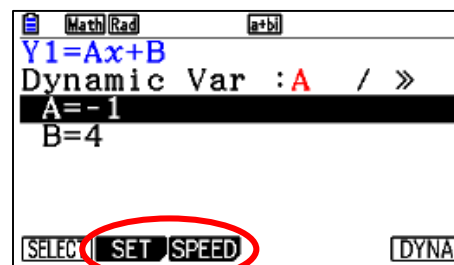 Math Rad a+bi
Y1=Ax+B
Dynamic Var :A / »
A=-1
B=4
SELECT SET SPEED DYNA